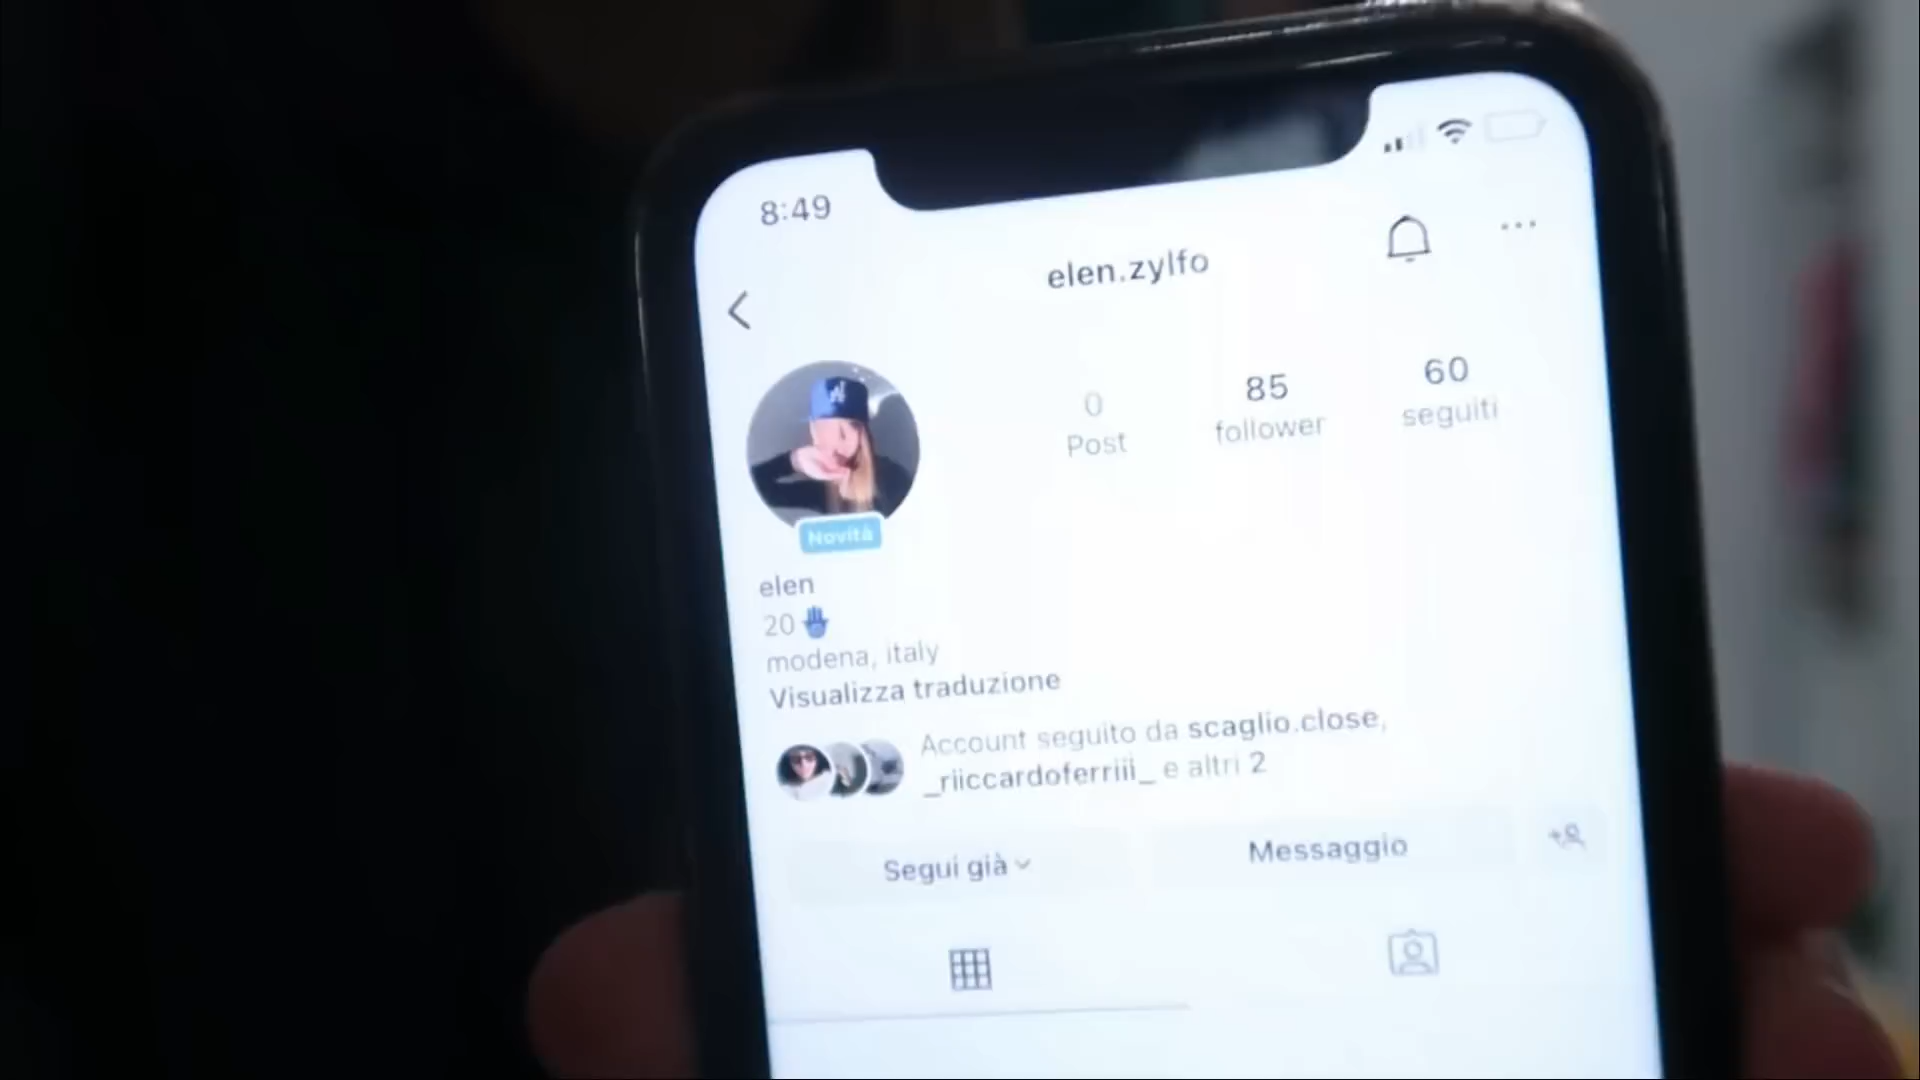 8:49
elen.zylfo
0
Post
85
follower
60
seguiti
Novità
elen
20
modena, italy
Visualizza traduzione
Account seguito da scaglio.close,
_riiccardoferriii_ e altri 2
Segui già
Messaggio